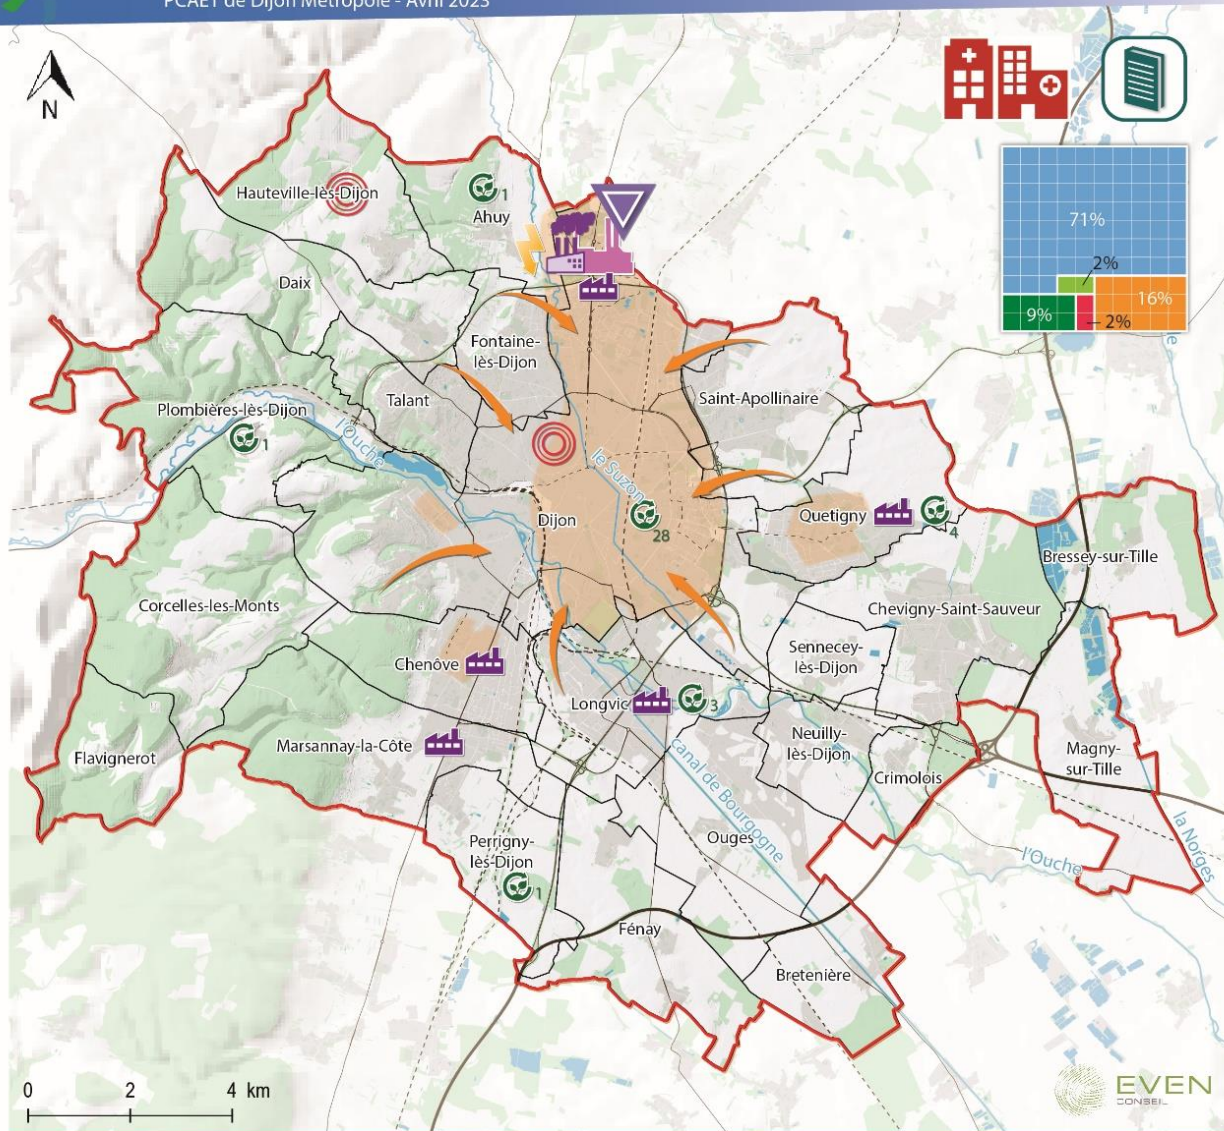 PCAET de Dijon Métropole - Avril 2023
N
Hauteville-lès-Dijon
1
Ahuy
71%
2%
16%
9%
2%
Daix
Fontaine-
lès-Dijon
Talant
Saint-Apollinaire
Plombières-lès-Dijon
1
l'Ouche
le Suzon
Dijon
28
Quetigny
4
Bressey-sur-Tille
Corcelles-les-Monts
Chevigny-Saint-Sauveur
Sennecey-
lès-Dijon
Chenôve
Longvic
3
Marsannay-la-Côte
Flavignerot
Neuilly-
lès-Dijon
Crimolois
Magny-
sur-Tille
canal de Bourgogne
Ouges
Perrigny-
lès-Dijon
1
l'Ouche
la Norges
Fénay
Bretenière
0 2 4 km
EVEN
CONSEIL